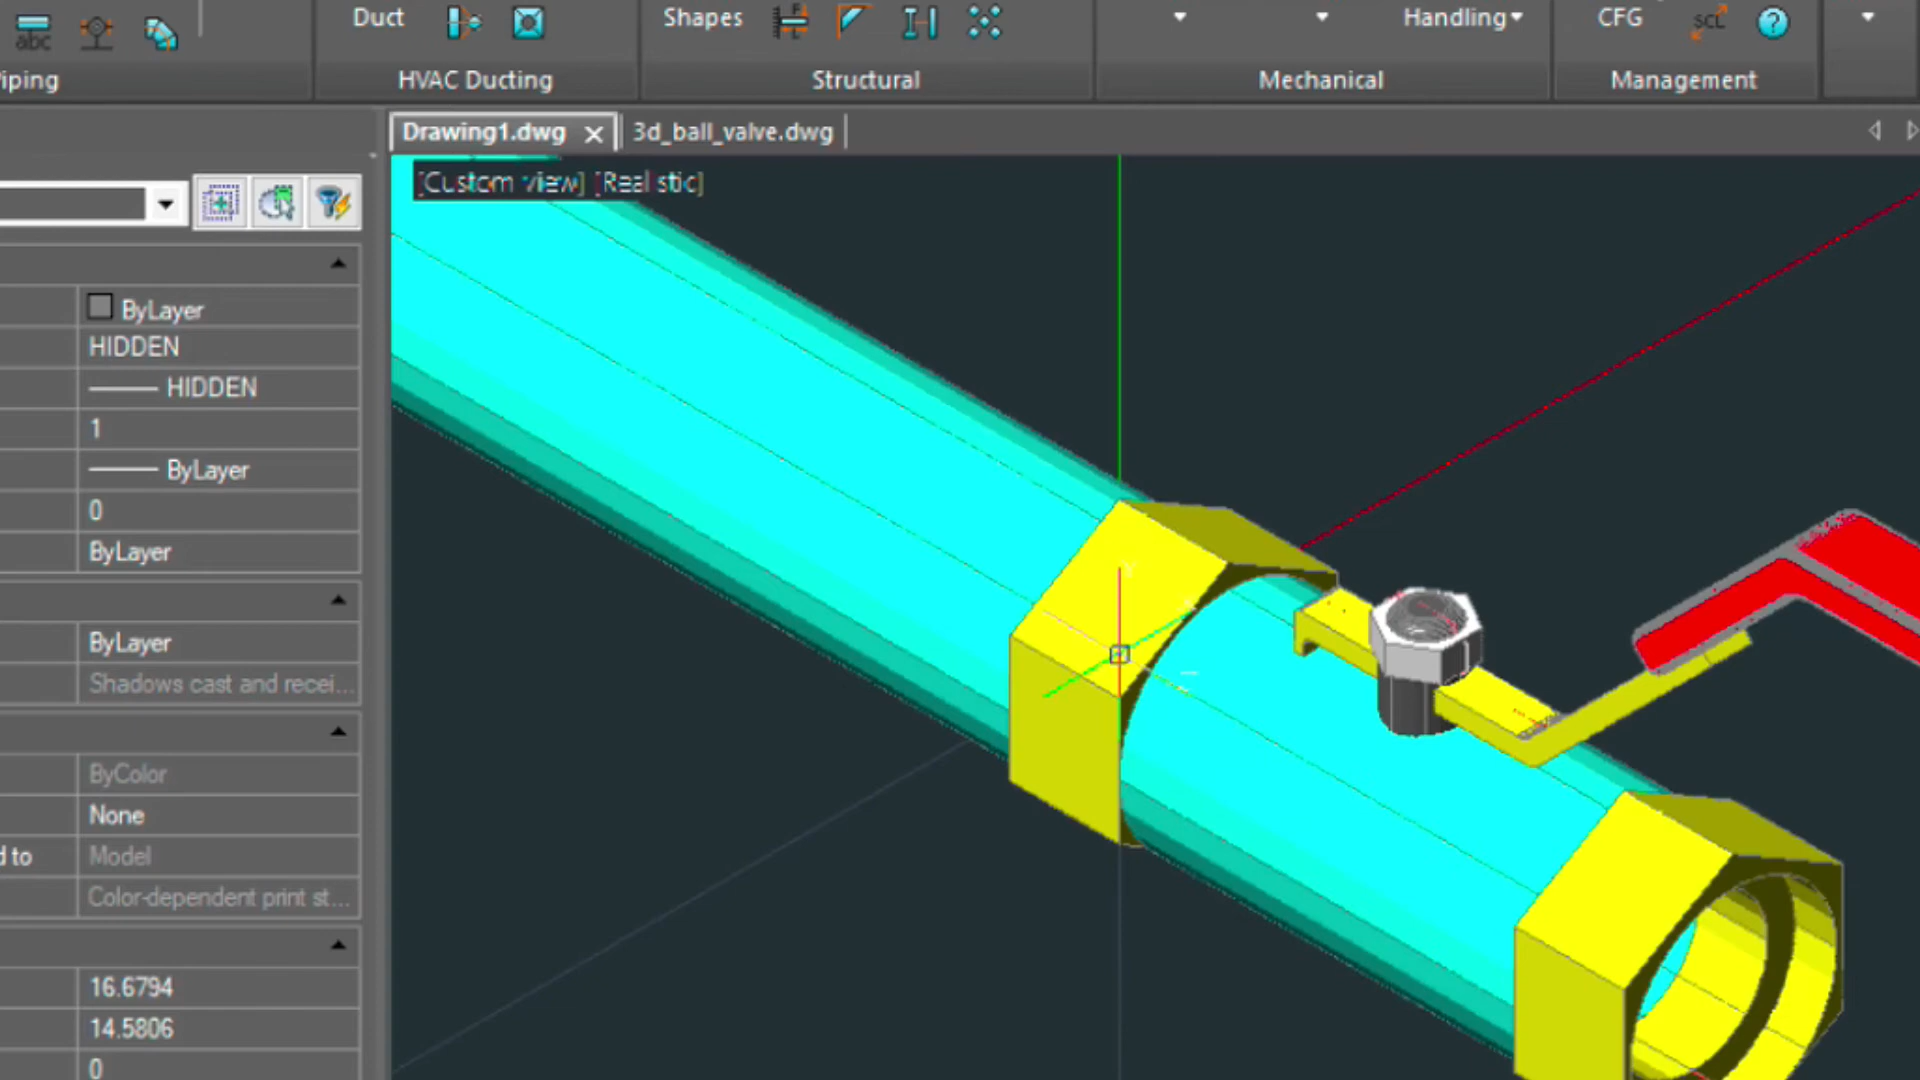 Duct
Shapes
Handling
CFG
SCL
?
abc
iping
HVAC Ducting
Structural
Mechanical
Management
Drawing1.dwg
3d_ball_valve.dwg
[Custom view] [Realistic]
ByLayer
HIDDEN
HIDDEN
1
ByLayer
0
ByLayer
ByLayer
Shadows cast and recei...
ByColor
None
d to
Model
Color-dependent print st...
16.6794
14.5806
0
Y